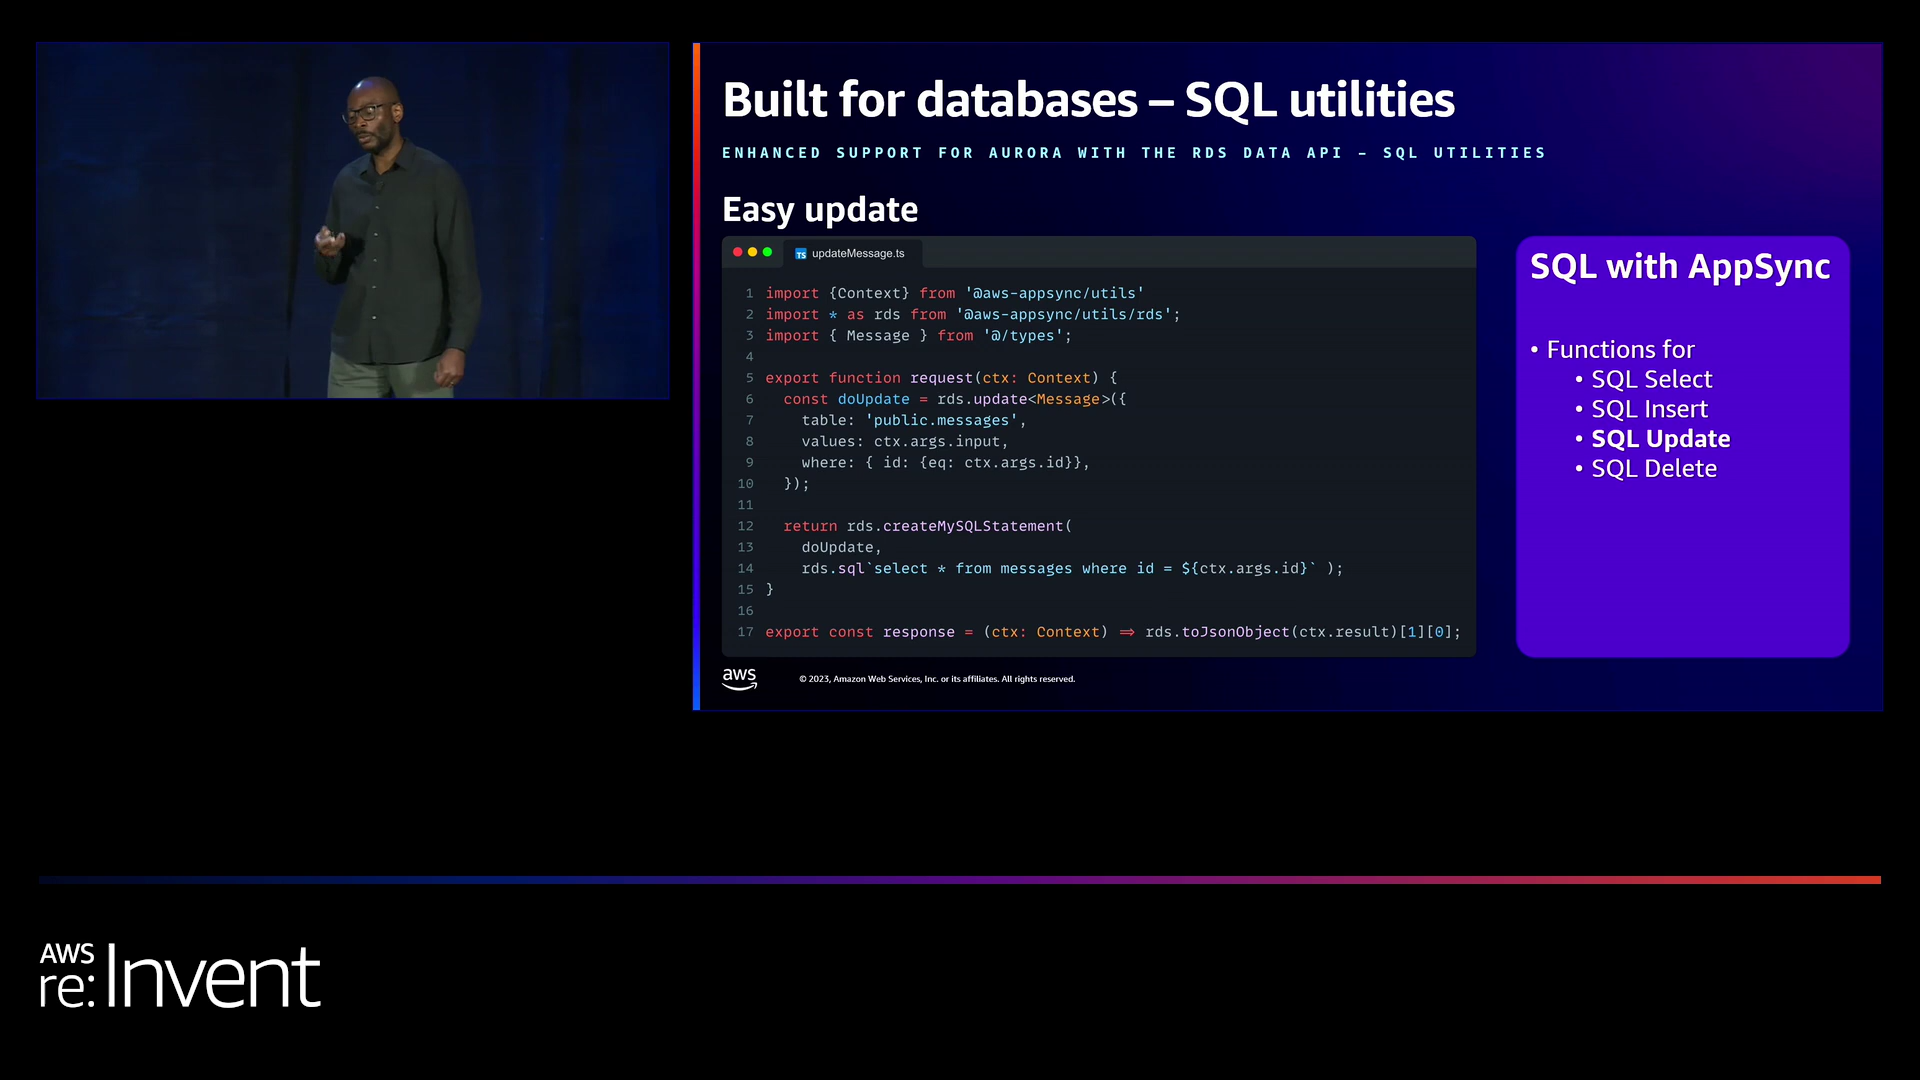 Built for databases – SQL utilities
ENHANCED SUPPORT FOR AURORA WITH THE RDS DATA API – SQL UTILITIES
Easy update
TS updateMessage.ts
1 import {Context} from '@aws-appsync/utils'
2 import * as rds from '@aws-appsync/utils/rds';
3 import { Message } from '@/types';
4
5 export function request(ctx: Context) {
6   const doUpdate = rds.update<Message>({
7     table: 'public.messages',
8     values: ctx.args.input,
9     where: { id: {eq: ctx.args.id}},
10   });
11
12   return rds.createMySQLStatement(
13     doUpdate,
14     rds.sql`select * from messages where id = ${ctx.args.id}` );
15 }
16
17 export const response = (ctx: Context) ⇒ rds.toJsonObject(ctx.result)[1][0];
SQL with AppSync
• Functions for
• SQL Select
• SQL Insert
• SQL Update
• SQL Delete
aws
© 2023, Amazon Web Services, Inc. or its affiliates. All rights reserved.
AWS
re:Invent